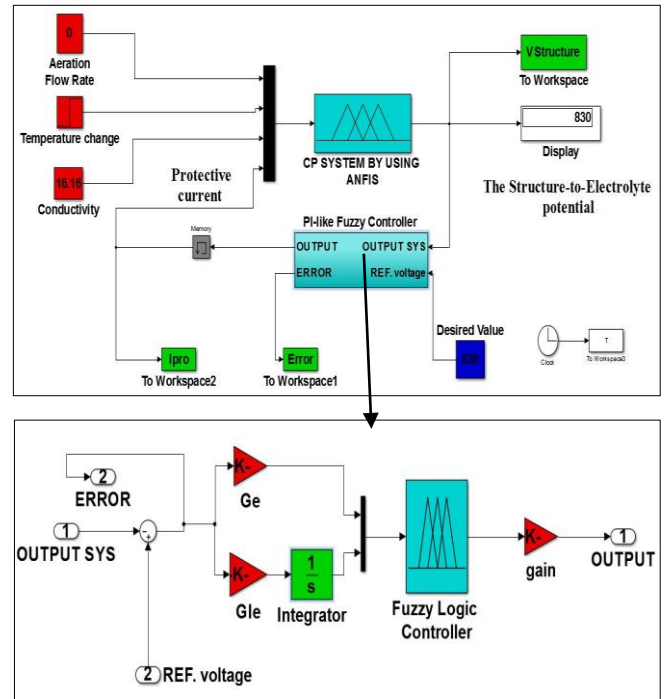 0
Aeration
Flow Rate
Temperature change
16.16
Conductivity
Protective
current
CP SYSTEM BY USING
ANFIS
V Structure
To Workspace
830
Display
The Structure-to-Electrolyte
potential
Memory
PI-like Fuzzy Controller
OUTPUT
OUTPUT SYS
ERROR
REF. voltage
Desired Value
830
Ipro
To Workspace2
Error
To Workspace1
Clock
T
To Workspace3
2
ERROR
1
OUTPUT SYS
-
+
2
REF. voltage
K-
Ge
K-
GIe
1
s
Integrator
Fuzzy Logic
Controller
K-
gain
1
OUTPUT